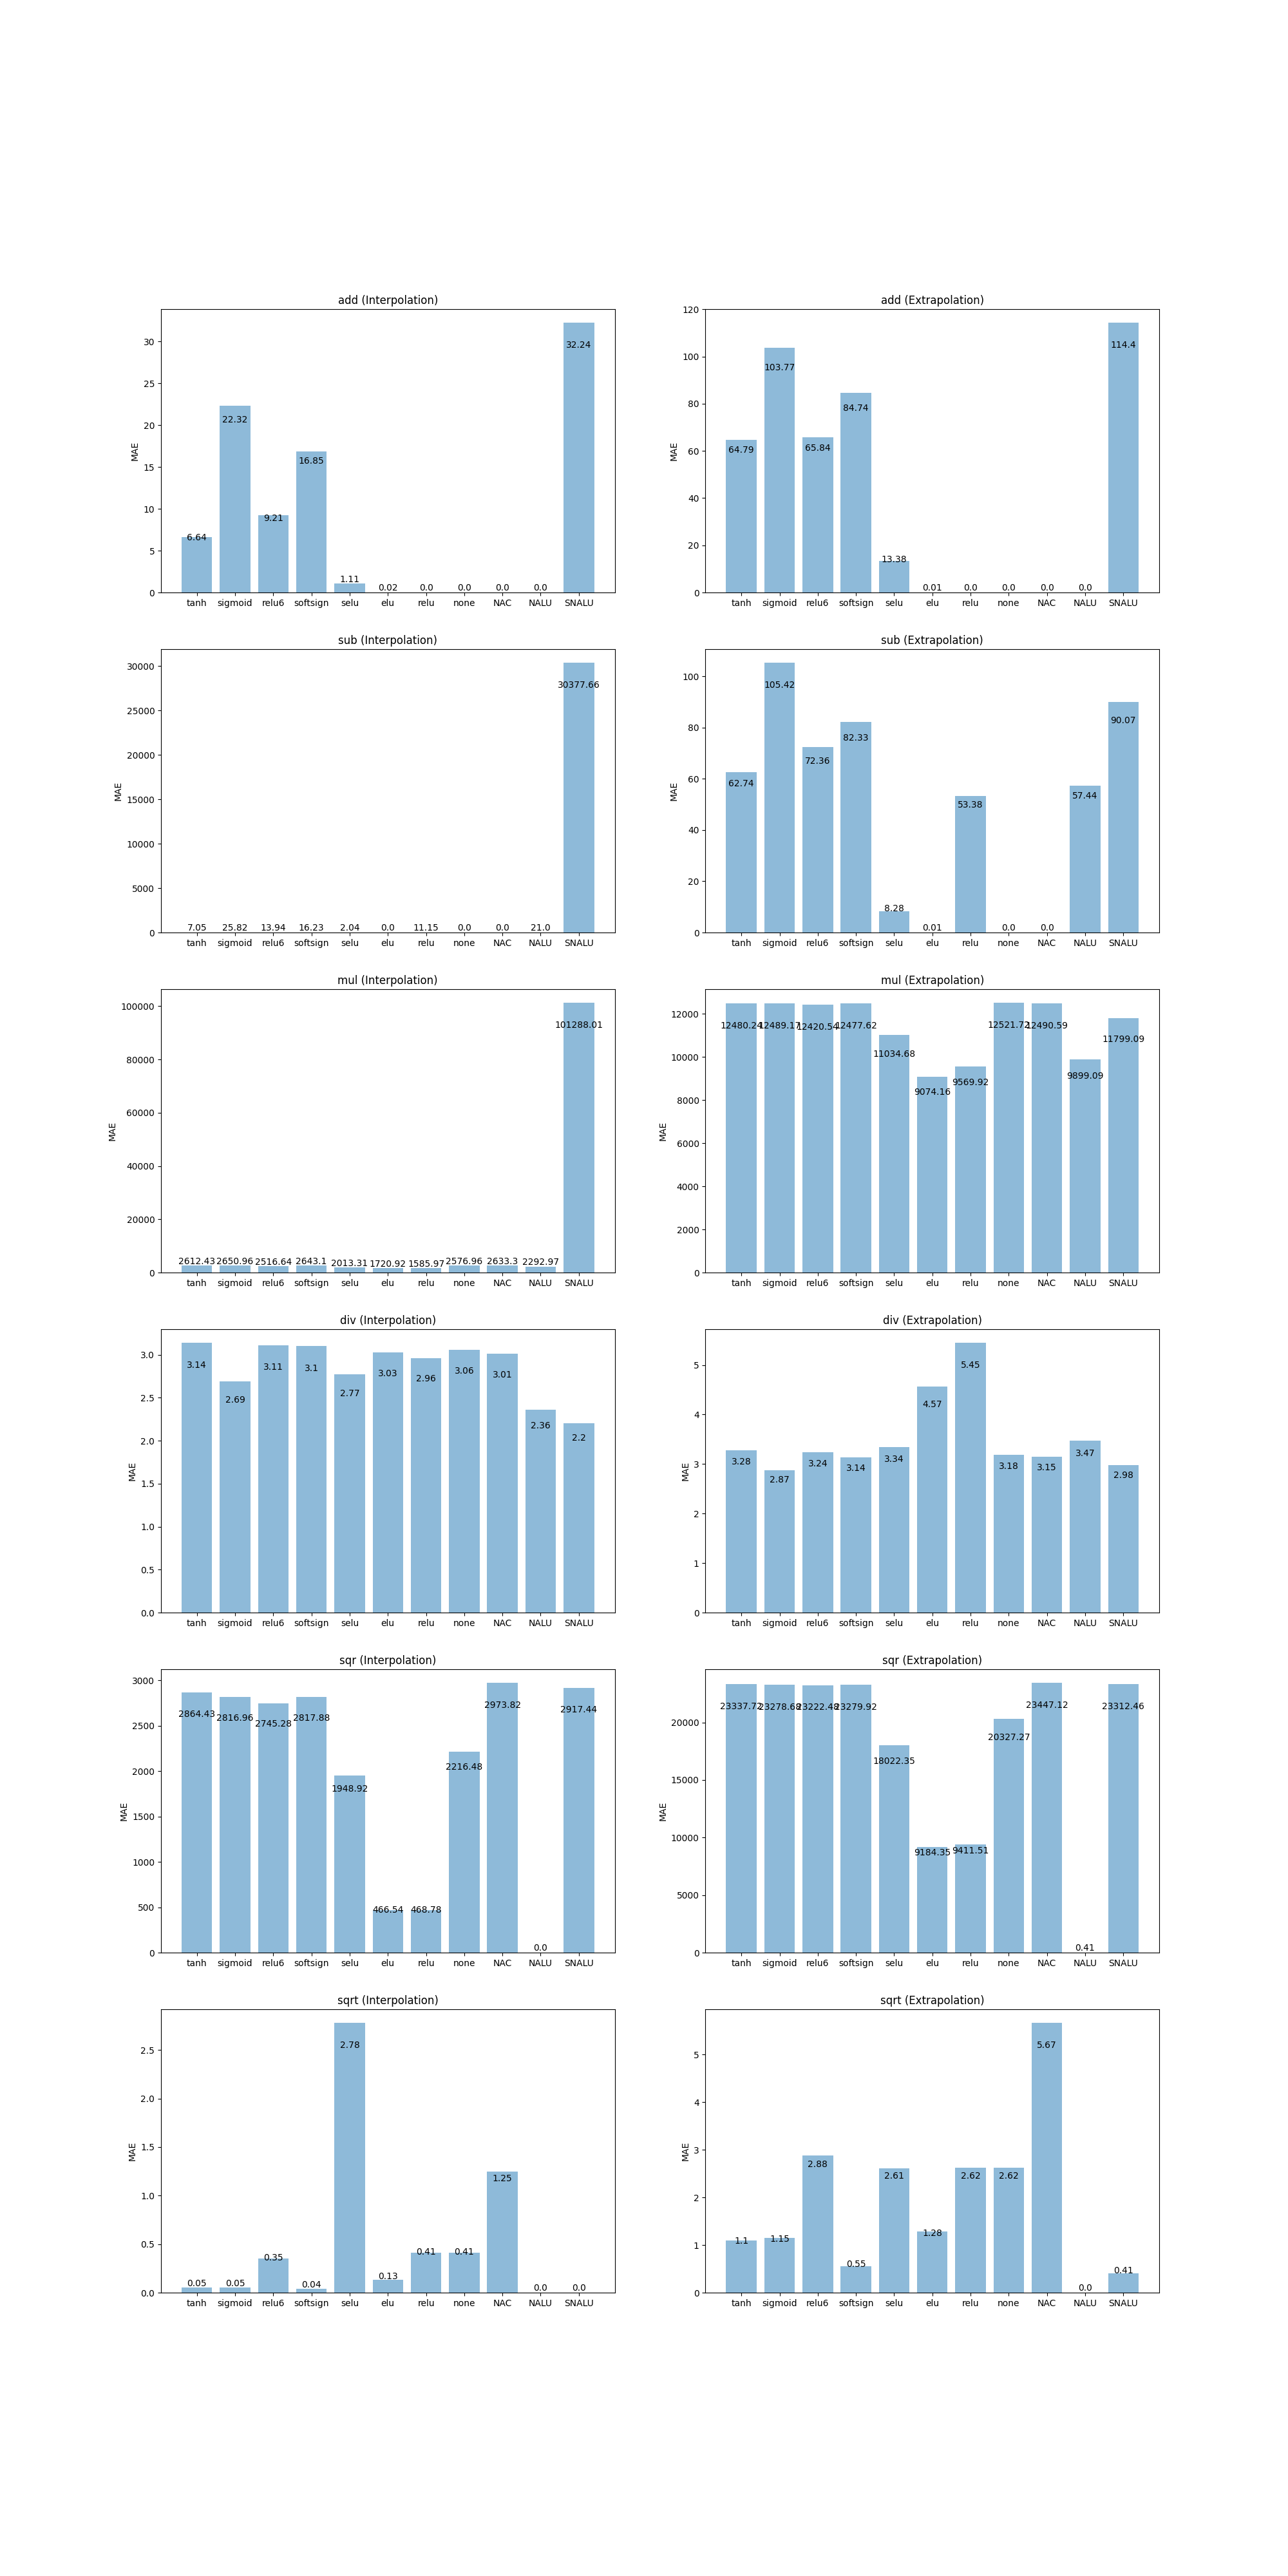 add (Interpolation)
MAE
30
25
20
15
10
5
0
6.64 22.32 9.21 16.85 1.11 0.02 0.0 0.0 0.0 0.0 32.24
tanh sigmoid relu6 softsign selu elu relu none NAC NALU SNALU
add (Extrapolation)
MAE
120
100
80
60
40
20
0
64.79 103.77 65.84 84.74 13.38 0.01 0.0 0.0 0.0 0.0 114.4
tanh sigmoid relu6 softsign selu elu relu none NAC NALU SNALU
sub (Interpolation)
MAE
30000
25000
20000
15000
10000
5000
0
7.05 25.82 13.94 16.23 2.04 0.0 11.15 0.0 0.0 21.0 30377.66
tanh sigmoid relu6 softsign selu elu relu none NAC NALU SNALU
sub (Extrapolation)
MAE
100
80
60
40
20
0
62.74 105.42 72.36 82.33 8.28 0.01 53.38 0.0 0.0 57.44 90.07
tanh sigmoid relu6 softsign selu elu relu none NAC NALU SNALU
mul (Interpolation)
MAE
100000
80000
60000
40000
20000
0
2612.43 2650.96 2516.64 2643.1 2013.31 1720.92 1585.97 2576.96 2633.3 2292.97 101288.01
tanh sigmoid relu6 softsign selu elu relu none NAC NALU SNALU
mul (Extrapolation)
MAE
12000
10000
8000
6000
4000
2000
0
12480.24 12489.17 12420.54 12477.62 11034.68 9074.16 9569.92 12521.72 12490.59 9899.09 11799.09
tanh sigmoid relu6 softsign selu elu relu none NAC NALU SNALU
div (Interpolation)
MAE
3.0
2.5
2.0
1.5
1.0
0.5
0.0
3.14 2.69 3.11 3.1 2.77 3.03 2.96 3.06 3.01 2.36 2.2
tanh sigmoid relu6 softsign selu elu relu none NAC NALU SNALU
div (Extrapolation)
MAE
5
4
3
2
1
0
3.28 2.87 3.24 3.14 3.34 4.57 5.45 3.18 3.15 3.47 2.98
tanh sigmoid relu6 softsign selu elu relu none NAC NALU SNALU
sqr (Interpolation)
MAE
3000
2500
2000
1500
1000
500
0
2864.43 2816.96 2745.28 2817.88 1948.92 466.54 468.78 2216.48 2973.82 0.0 2917.44
tanh sigmoid relu6 softsign selu elu relu none NAC NALU SNALU
sqr (Extrapolation)
MAE
20000
15000
10000
5000
0
23337.72 23278.68 23222.48 23279.92 18022.35 9184.35 9411.51 20327.27 23447.12 0.41 23312.46
tanh sigmoid relu6 softsign selu elu relu none NAC NALU SNALU
sqrt (Interpolation)
MAE
2.5
2.0
1.5
1.0
0.5
0.0
0.05 0.05 0.35 0.04 2.78 0.13 0.41 0.41 1.25 0.0 0.0
tanh sigmoid relu6 softsign selu elu relu none NAC NALU SNALU
sqrt (Extrapolation)
MAE
5
4
3
2
1
0
1.1 1.15 2.88 0.55 2.61 1.28 2.62 2.62 5.67 0.0 0.41
tanh sigmoid relu6 softsign selu elu relu none NAC NALU SNALU